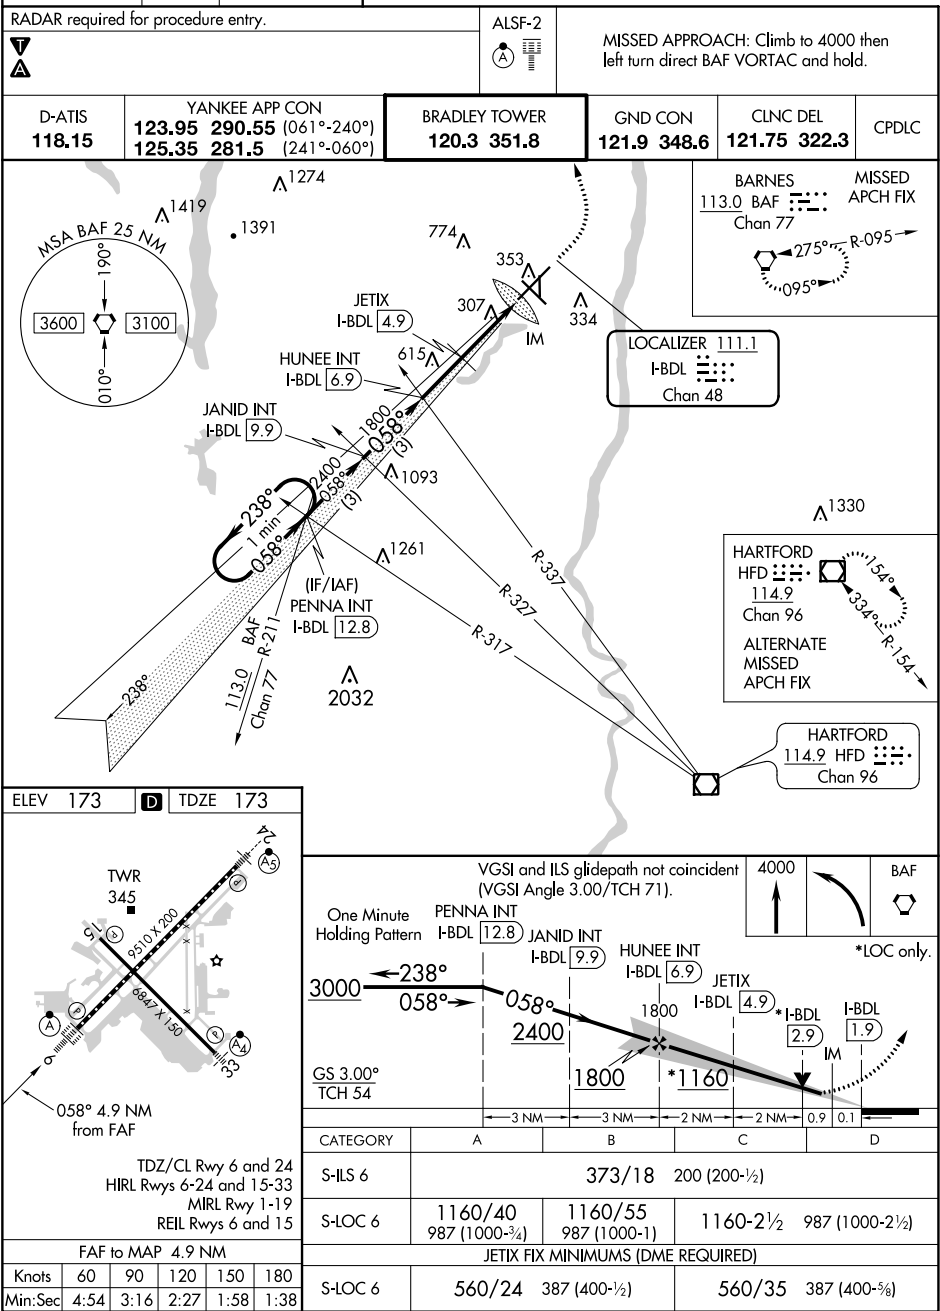 RADAR required for procedure entry.
T
A
ALSF-2
A
MISSED APPROACH: Climb to 4000 then
left turn direct BAF VORTAC and hold.
D-ATIS
118.15
YANKEE APP CON
123.95 290.55 (061°-240°)
125.35 281.5 (241°-060°)
BRADLEY TOWER
120.3 351.8
GND CON
121.9 348.6
CLNC DEL
121.75 322.3
CPDLC
MSA BAF 25 NM
190°
3600
3100
010°
1274
1419
1391
774
353
307
334
IM
615
JETIX
I-BDL 4.9
HUNEE INT
I-BDL 6.9
JANID INT
I-BDL 9.9
BARNES
113.0 BAF
Chan 77
MISSED
APCH FIX
275°
R-095
095°
LOCALIZER 111.1
I-BDL
Chan 48
1800
058°
(3)
2400
058°
(3)
1093
238°
1 min
058°
1261
(IF/IAF)
PENNA INT
I-BDL 12.8
BAF
R-211
113.0
Chan 77
238°
2032
R-337
R-327
R-317
1330
HARTFORD
HFD
114.9
Chan 96
154°
334°
R-154
ALTERNATE
MISSED
APCH FIX
HARTFORD
114.9 HFD
Chan 96
ELEV 173
D
TDZE 173
24
A5
P
TWR
345
15
P
9510 X 200
6847 X 150
P
A
6
P
A4
33
058° 4.9 NM
from FAF
TDZ/CL Rwy 6 and 24
HIRL Rwys 6-24 and 15-33
MIRL Rwy 1-19
REIL Rwys 6 and 15
FAF to MAP 4.9 NM
Knots 60 90 120 150 180
Min:Sec 4:54 3:16 2:27 1:58 1:38
VGSI and ILS glidepath not coincident
(VGSI Angle 3.00/TCH 71).
4000
BAF
*LOC only.
One Minute
Holding Pattern
PENNA INT
I-BDL 12.8
JANID INT
I-BDL 9.9
HUNEE INT
I-BDL 6.9
JETIX
I-BDL 4.9
*I-BDL
2.9
I-BDL
1.9
IM
3000
238°
058°
058°
2400
1800
1800
*1160
GS 3.00°
TCH 54
3 NM 3 NM 2 NM 2 NM 0.9 0.1
CATEGORY A B C D
S-ILS 6 373/18 200 (200-½)
S-LOC 6
1160/40
987 (1000-¾)
1160/55
987 (1000-1)
1160-2½ 987 (1000-2½)
JETIX FIX MINIMUMS (DME REQUIRED)
S-LOC 6 560/24 387 (400-½) 560/35 387 (400-⅝)